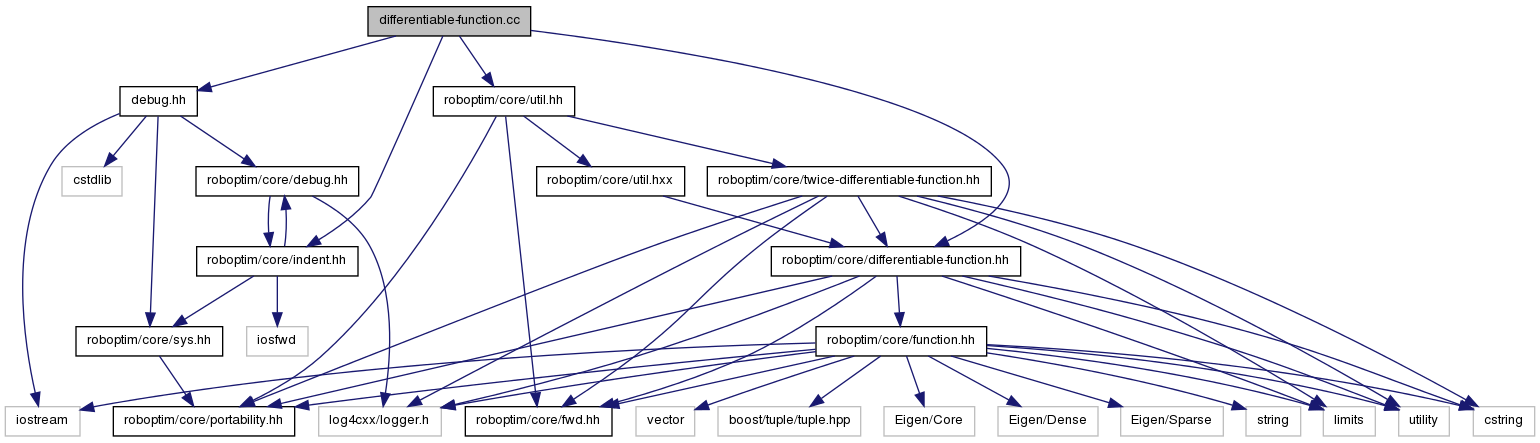 differentiable-function.cc
debug.hh
roboptim/core/util.hh
cstdlib
roboptim/core/debug.hh
roboptim/core/util.hxx
roboptim/core/twice-differentiable-function.hh
roboptim/core/indent.hh
roboptim/core/differentiable-function.hh
roboptim/core/sys.hh
iosfwd
roboptim/core/function.hh
iostream
roboptim/core/portability.hh
log4cxx/logger.h
roboptim/core/fwd.hh
vector
boost/tuple/tuple.hpp
Eigen/Core
Eigen/Dense
Eigen/Sparse
string
limits
utility
cstring